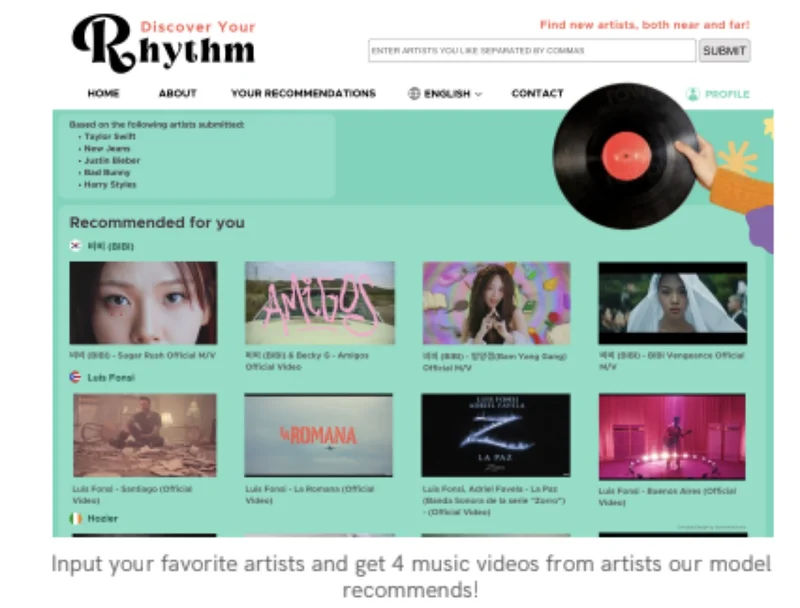 Discover Your
Rhythm
Find new artists, both near and far!
ENTER ARTISTS YOU LIKE SEPARATED BY COMMAS
SUBMIT
HOME
ABOUT
YOUR RECOMMENDATIONS
ENGLISH
CONTACT
PROFILE
Based on the following artists submitted:
• Taylor Swift
• New Jeans
• Justin Bieber
• Bad Bunny
• Harry Styles
Recommended for you
비비 (BIBI)
AMiGOS
비비 (BIBI) - Sugar Rush Official M/V
비비 (BIBI) & Becky G - Amigos
Official Video
비비 (BIBI) - 밤양갱(Bam Yang Gang)
Official M/V
비비 (BIBI) - BIBI Vengeance Official
M/V
Luis Fonsi
LA ROMANA
LUIS FONSI
ADRIEL FAVELA
LA PAZ
Luis Fonsi - Santiago (Official
Video)
Luis Fonsi - La Romana (Official
Video)
Luis Fonsi, Adriel Favela - La Paz
(Banda Sonora de la serie "Zorro")
- (Official Video)
Luis Fonsi - Buenos Aires (Official
Video)
Hozier
Input your favorite artists and get 4 music videos from artists our model
recommends!